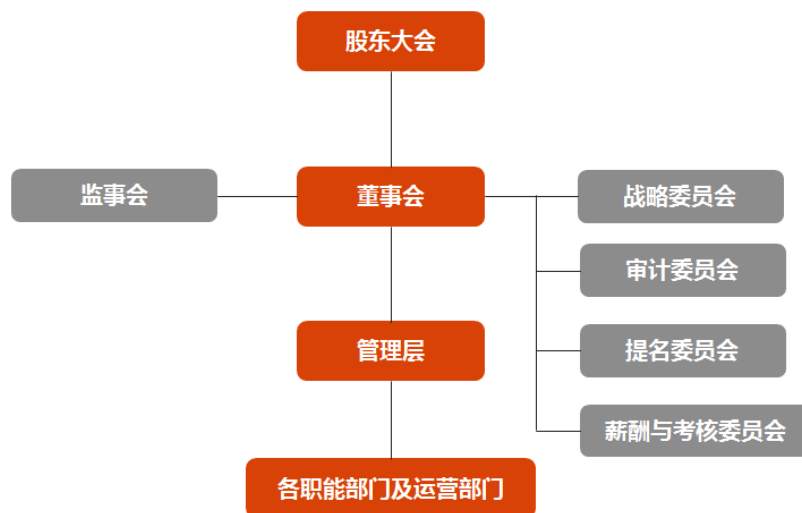 股东大会
监事会
董事会
战略委员会
审计委员会
管理层
提名委员会
薪酬与考核委员会
各职能部门及运营部门